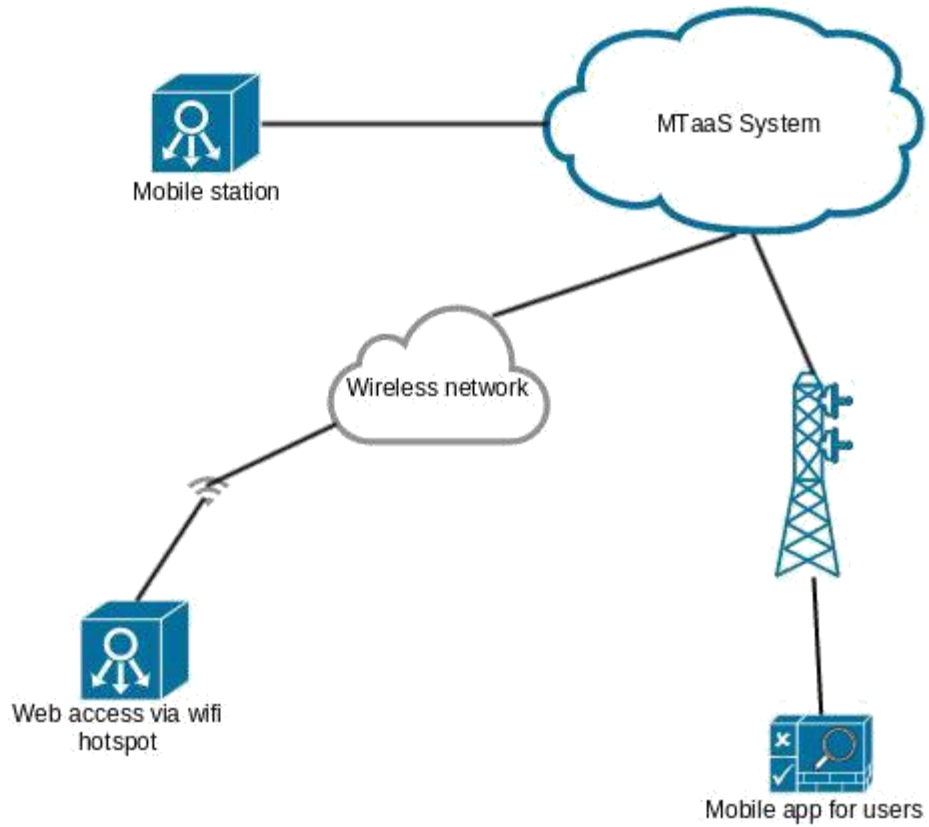 MTaaS System
Mobile station
Wireless network
Web access via wifi
hotspot
Mobile app for users